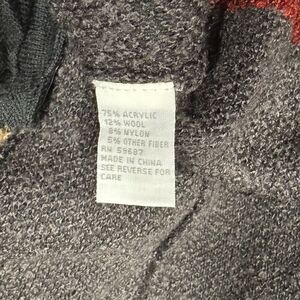 75% ACRYLIC
12% WOOL
8% NYLON
5% OTHER FIBER
RN 59687
MADE IN CHINA
SEE REVERSE FOR
CARE